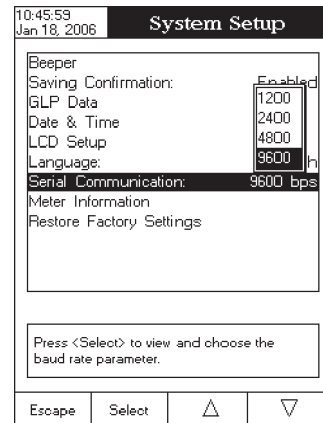 10:45:59
Jan 18, 2006
System Setup
Beeper
Saving Confirmation: Enabled
GLP Data
1200
Date & Time
2400
LCD Setup
4800
Language:
9600
h
Serial Communication: 9600 bps
Meter Information
Restore Factory Settings
Press <Select> to view and choose the
baud rate parameter.
Escape Select △ ▽